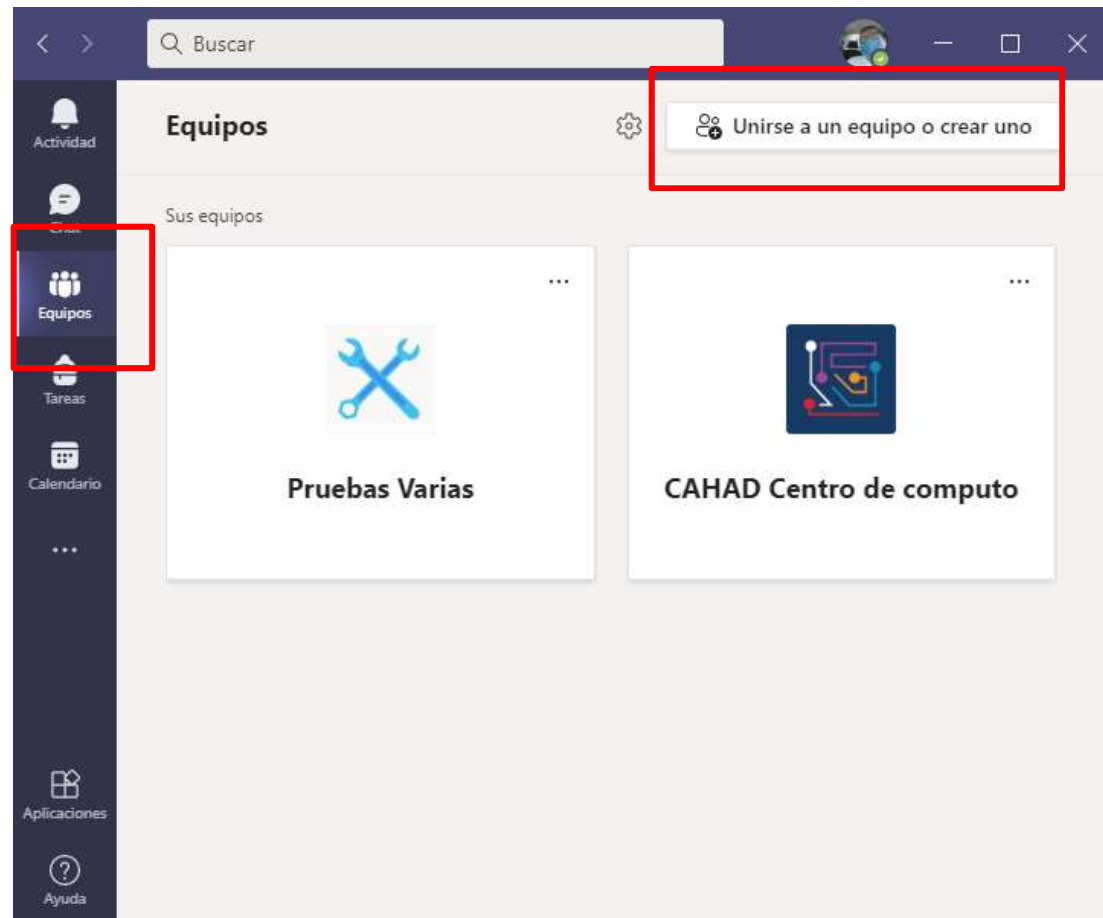 Buscar
Actividad
Equipos
Unirse a un equipo o crear uno
Chat
Sus equipos
Equipos
...
...
Tareas
Calendario
Pruebas Varias
CAHAD Centro de computo
...
Aplicaciones
Ayuda